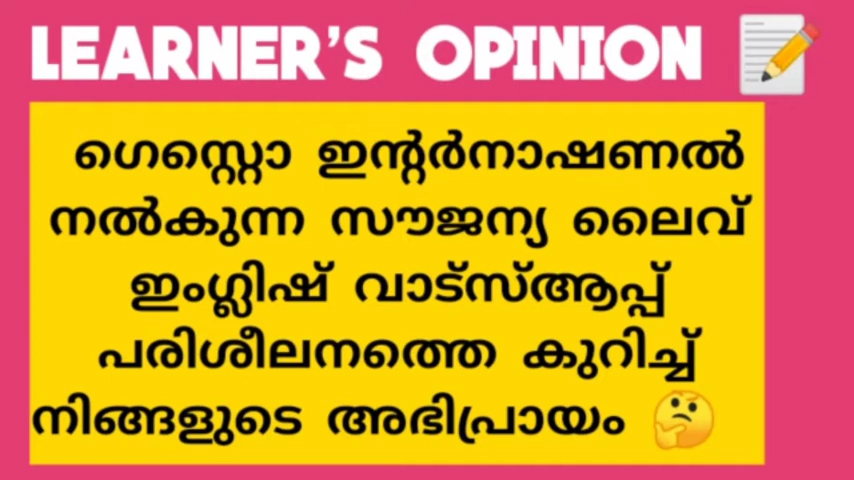 LEARNER'S OPINION
ഗെസ്റ്റൊ ഇന്റർനാഷണൽ
നൽകുന്ന സൗജന്യ ലൈവ്
ഇംഗ്ലിഷ് വാട്സ്ആപ്പ്
പരിശീലനത്തെ കുറിച്ച്
നിങ്ങളുടെ അഭിപ്രായം 🤔